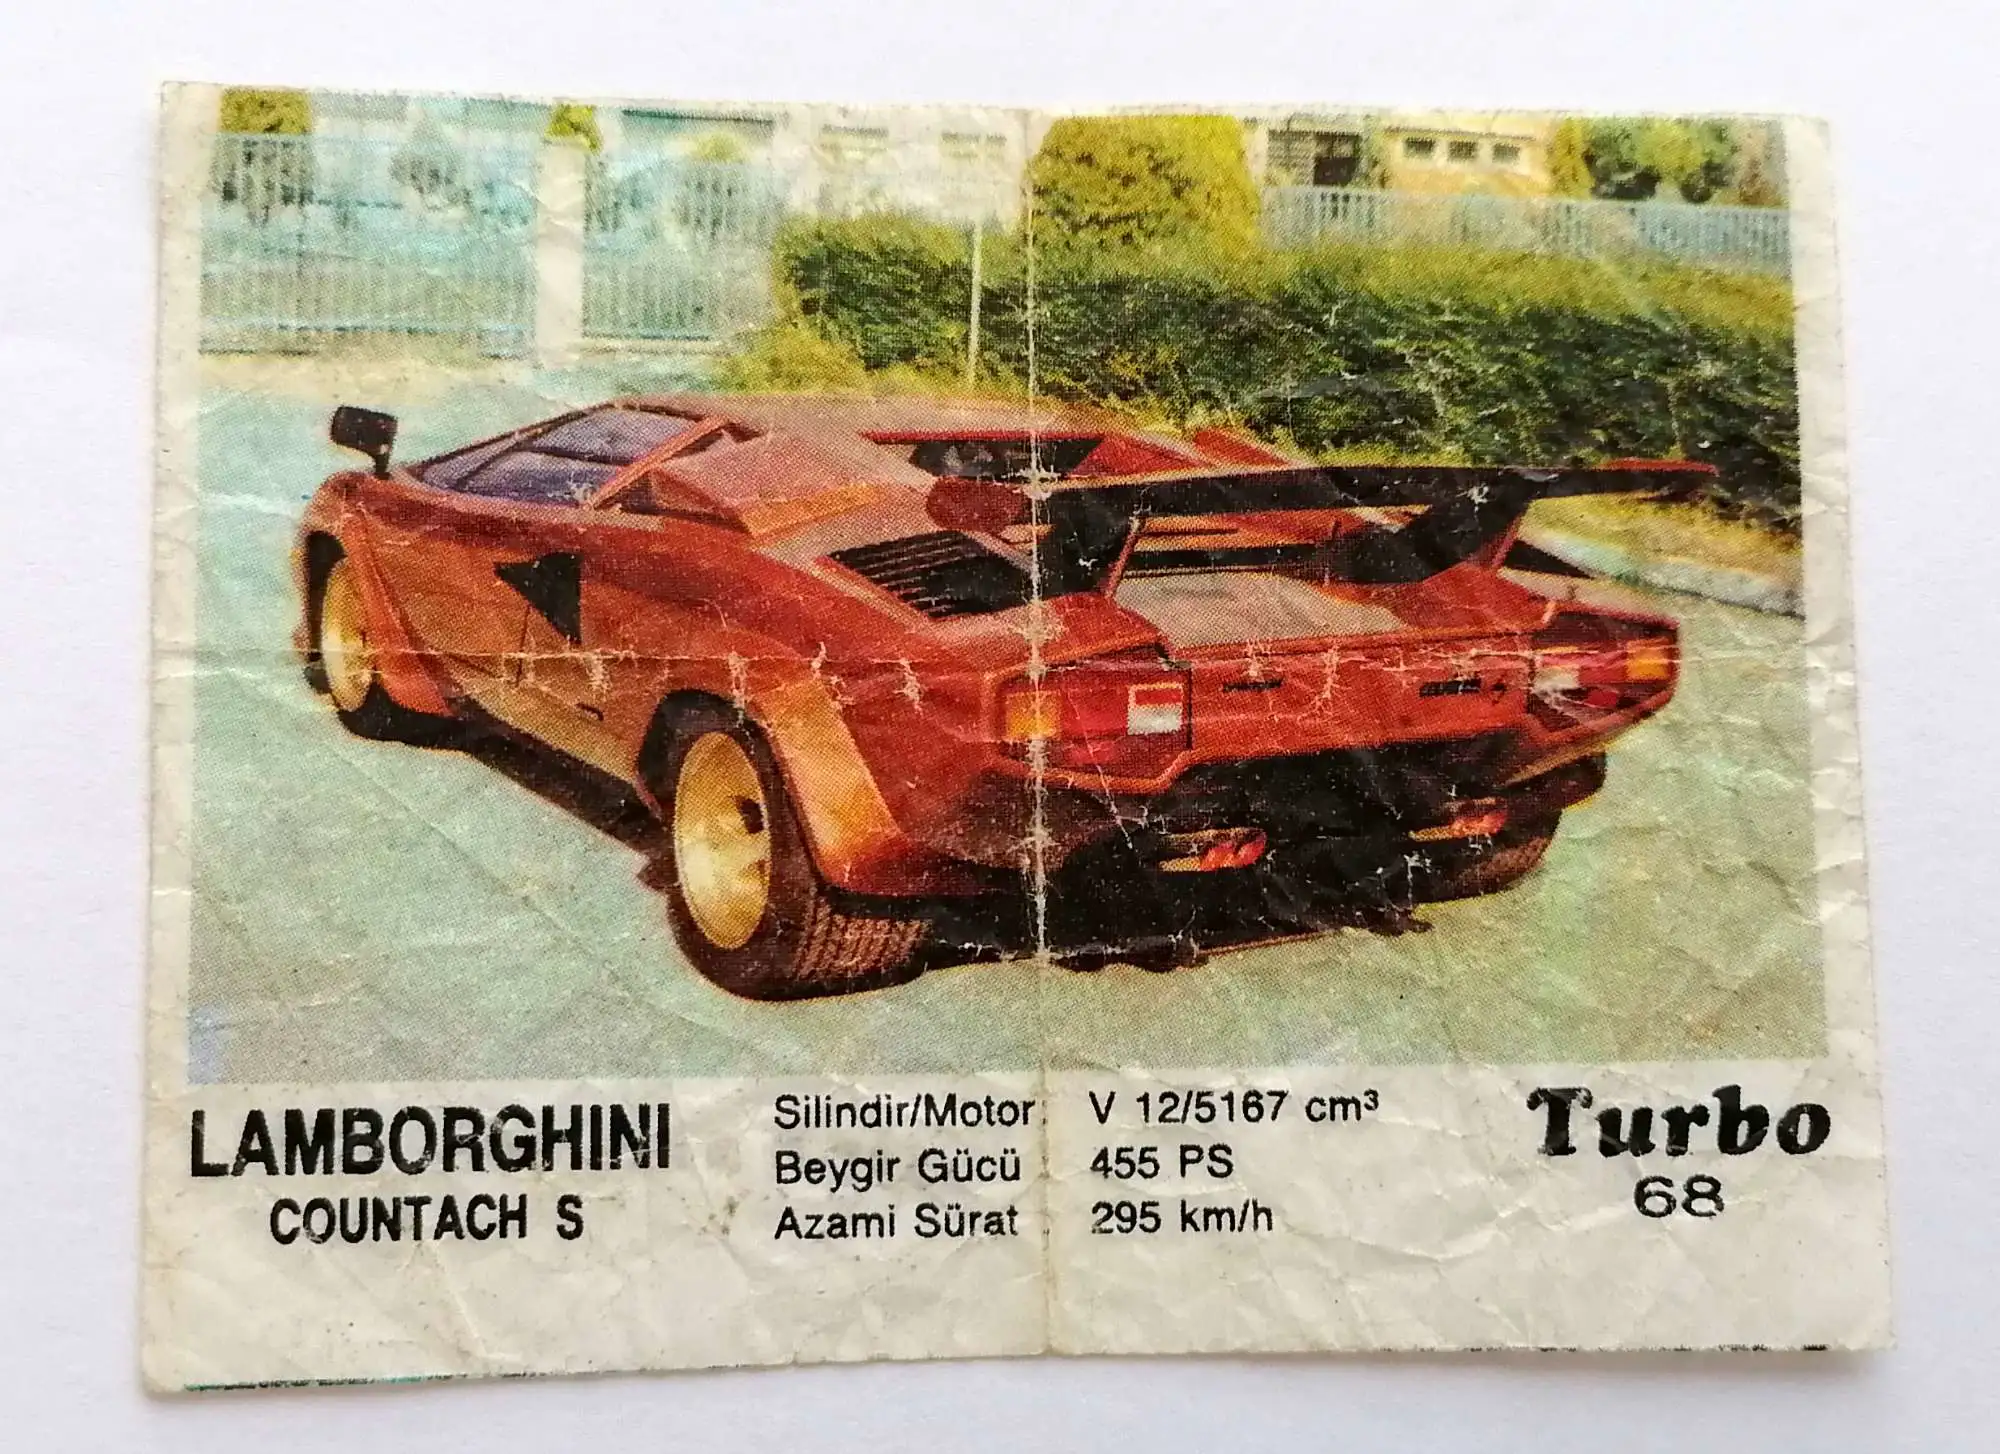 LAMBORGHINI
COUNTACH S
Silindir/Motor : V 12/5167 cm³
Beygir Gücü : 455 PS
Azami Sürat : 295 km/h
Turbo
68